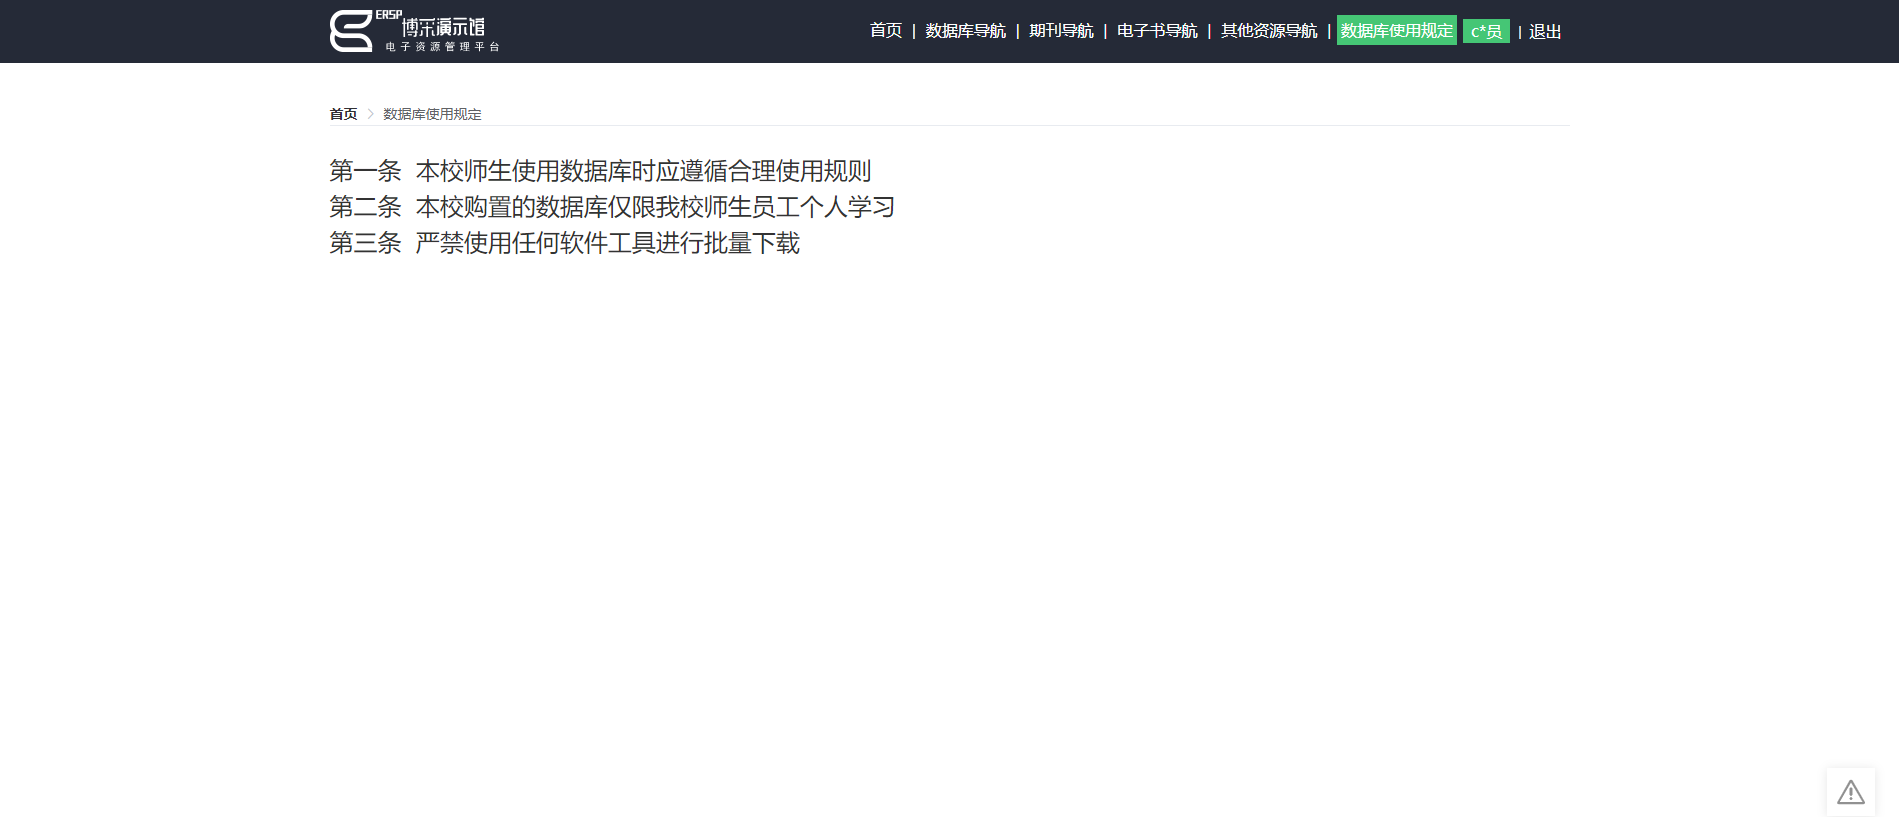 ERSP
博采演示馆
电子资源管理平台
首页 | 数据库导航 | 期刊导航 | 电子书导航 | 其他资源导航 | 数据库使用规定 c*员 | 退出
首页 > 数据库使用规定
第一条 本校师生使用数据库时应遵循合理使用规则
第二条 本校购置的数据库仅限我校师生员工个人学习
第三条 严禁使用任何软件工具进行批量下载